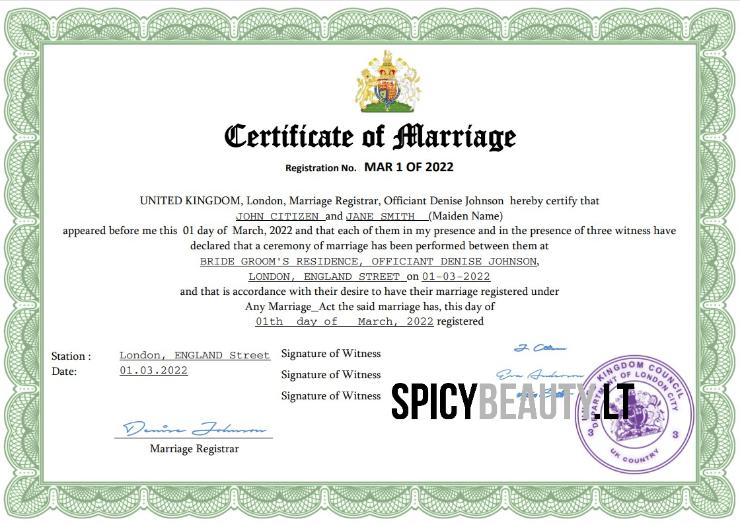 Certificate of Marriage
Registration No. MAR 1 OF 2022
UNITED KINGDOM, London, Marriage Registrar, Officiant Denise Johnson hereby certify that
JOHN CITIZEN and JANE SMITH (Maiden Name)
appeared before me this 01 day of March, 2022 and that each of them in my presence and in the presence of three witness have
declared that a ceremony of marriage has been performed between them at
BRIDE GROOM'S RESIDENCE, OFFICIANT DENISE JOHNSON,
LONDON, ENGLAND STREET on 01-03-2022
and that is accordance with their desire to have their marriage registered under
Any Marriage_Act the said marriage has, this day of
01th day of March, 2022 registered
Station : London, ENGLAND Street
Date: 01.03.2022
Signature of Witness
Signature of Witness Eva Anderson
Signature of Witness
SPICYBEAUTY.LT
KINGDOM COUNCIL
DEPARTMENT OF LONDON CITY
3 3
UK COUNTRY
Denise Johnson
Marriage Registrar